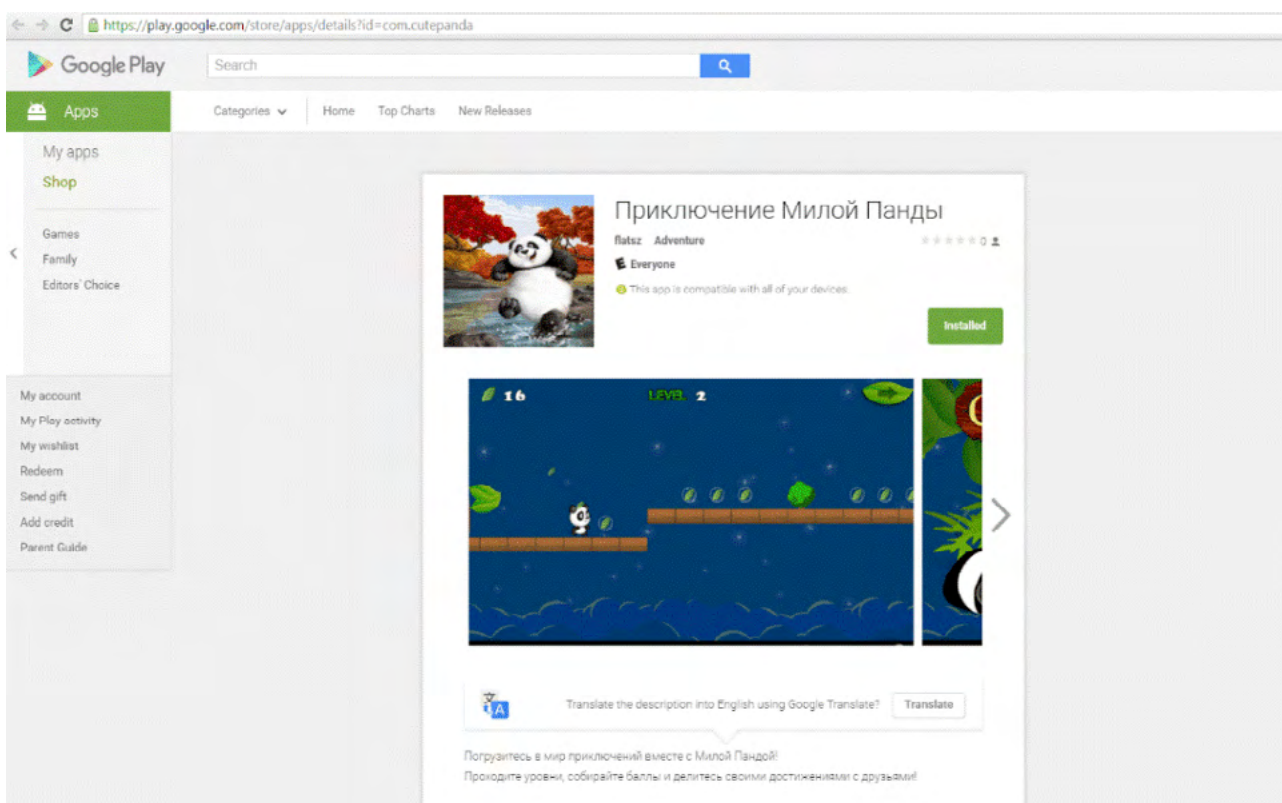 https://play.google.com/store/apps/details?id=com.cutepanda
Google Play
Search
Apps
Categories
Home
Top Charts
New Releases
My apps
Shop
Games
Family
Editors' Choice
My account
My Play activity
My wishlist
Redeem
Send gift
Add credit
Parent Guide
Приключение Милой Панды
flatsz Adventure
0
E Everyone
This app is compatible with all of your devices.
Installed
16
LEVEL 2
Translate the description into English using Google Translate?
Translate
Погрузитесь в мир приключений вместе с Милой Пандой!
Проходите уровни, собирайте баллы и делитесь своими достижениями с друзьями!